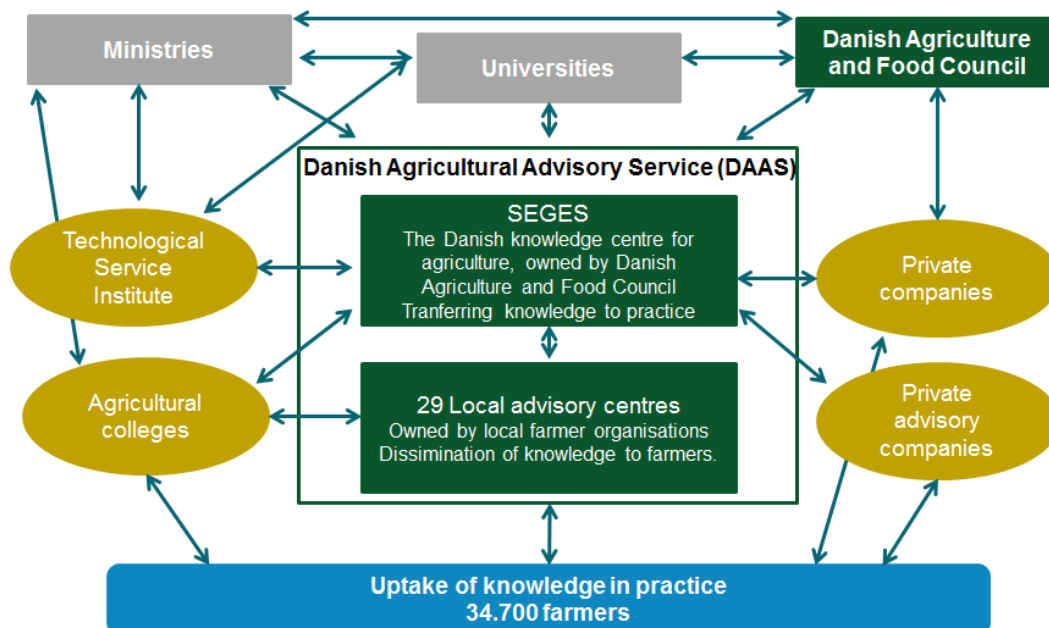 Ministries
Universities
Danish Agriculture
and Food Council
Danish Agricultural Advisory Service (DAAS)
SEGES
The Danish knowledge centre for
agriculture, owned by Danish
Agriculture and Food Council
Tranferring knowledge to practice
Technological
Service
Institute
Private
companies
Agricultural
colleges
29 Local advisory centres
Owned by local farmer organisations
Dissimination of knowledge to farmers.
Private
advisory
companies
Uptake of knowledge in practice
34.700 farmers